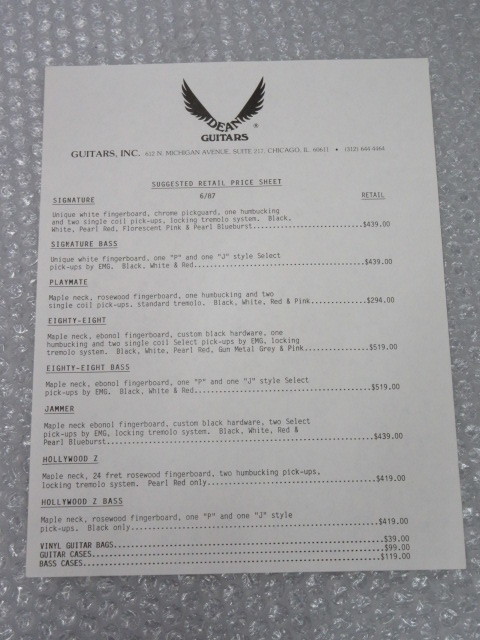 DEAN
GUITARS
®
GUITARS, INC. 612 N. MICHIGAN AVENUE, SUITE 217, CHICAGO, IL 60611 • (312) 644 4464
SUGGESTED RETAIL PRICE SHEET
6/87
SIGNATURE RETAIL
Unique white fingerboard, chrome pickguard, one humbucking
and two single coil pick-ups, locking tremolo system. Black,
White, Pearl Red, Florescent Pink & Pearl Blueburst...$439.00
SIGNATURE BASS
Unique white fingerboard, one "P" and one "J" style Select
pick-ups by EMG. Black, White & Red...$439.00
PLAYMATE
Maple neck, rosewood fingerboard, one humbucking and two
single coil pick-ups, standard tremolo. Black, White, Red & Pink...$294.00
EIGHTY-EIGHT
Maple neck, ebonol fingerboard, custom black hardware, one
humbucking and two single coil Select pick-ups by EMG, locking
tremolo system. Black, White, Pearl Red, Gun Metal Grey & Pink...$519.00
EIGHTY-EIGHT BASS
Maple neck, ebonol fingerboard, one "P" and one "J" style Select
pick-ups by EMG. Black, White & Red...$519.00
JAMMER
Maple neck ebonol fingerboard, custom black hardware, two Select
pick-ups by EMG, locking tremolo system. Black, White, Red &
Pearl Blueburst...$439.00
HOLLYWOOD Z
Maple neck, 24 fret rosewood fingerboard, two humbucking pick-ups,
locking tremolo system. Pearl Red only...$419.00
HOLLYWOOD Z BASS
Maple neck, rosewood fingerboard, one "P" and one "J" style
pick-ups. Black only...$419.00
VINYL GUITAR BAGS...$39.00
GUITAR CASES...$99.00
BASS CASES...$119.00